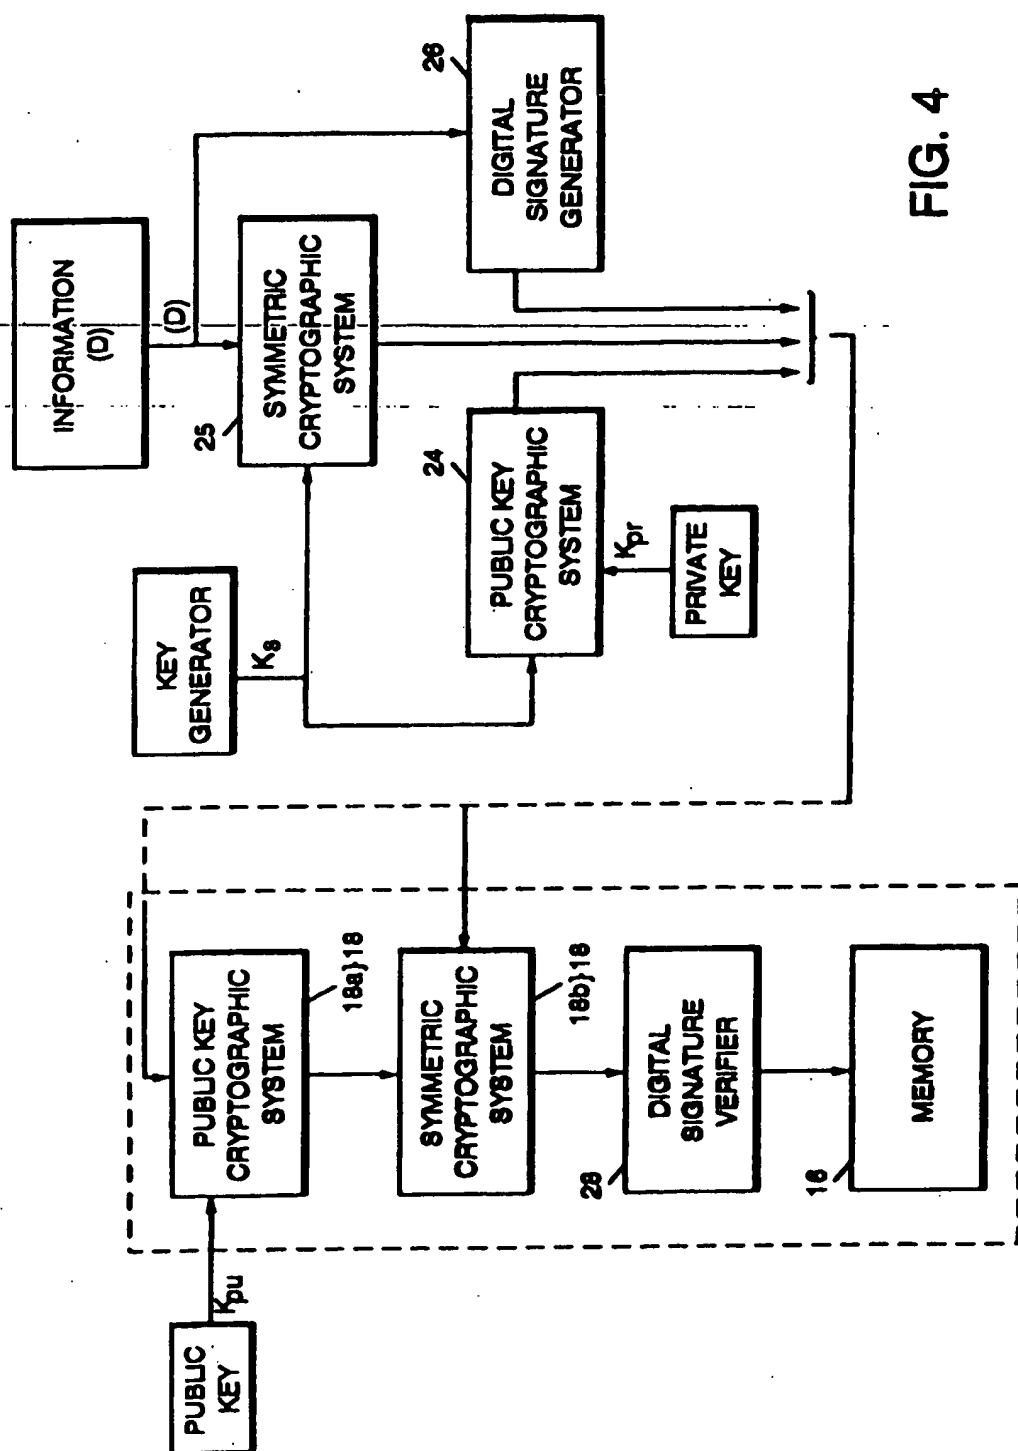 INFORMATION
(D)
(D)
25
SYMMETRIC
CRYPTOGRAPHIC
SYSTEM
26
DIGITAL
SIGNATURE
GENERATOR
KEY
GENERATOR
Ks
24
PUBLIC KEY
CRYPTOGRAPHIC
SYSTEM
Kpr
PRIVATE
KEY
PUBLIC
KEY
Kpu
PUBLIC KEY
CRYPTOGRAPHIC
SYSTEM
18a}18
SYMMETRIC
CRYPTOGRAPHIC
SYSTEM
18b}18
28
DIGITAL
SIGNATURE
VERIFIER
16
MEMORY
FIG. 4